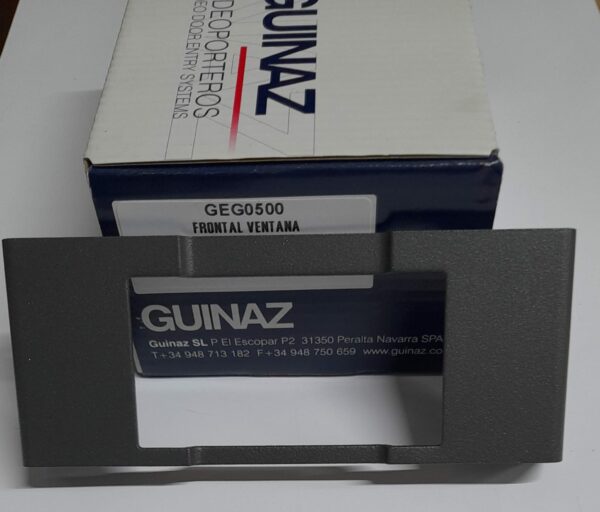 GUINAZ
DEOPORTEROS
EO DOOR ENTRY SYSTEMS
GEG0500
FRONTAL VENTANA
GUINAZ
Guinaz SL P El Escopar P2 31350 Peralta Navarra SPA
T+34 948 713 182 F+34 948 750 659 www.guinaz.co